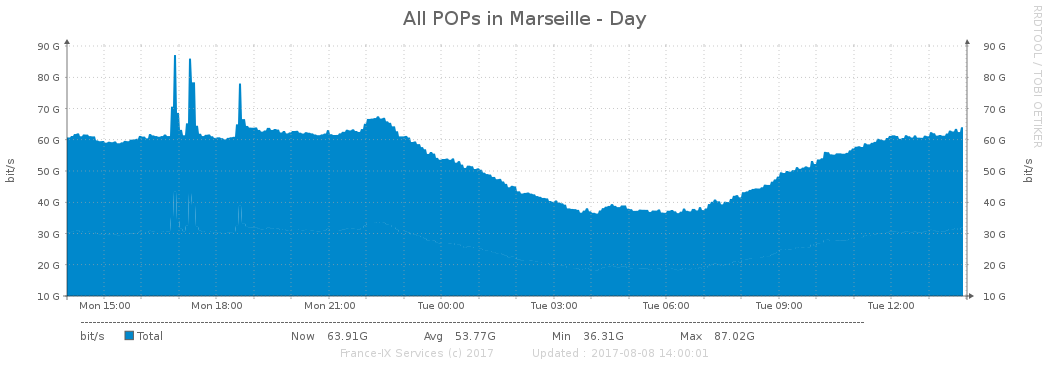 All POPs in Marseille - Day
RRDTOOL / TOBI OETIKER
90 G 90 G
80 G 80 G
70 G 70 G
60 G 60 G
50 G 50 G
40 G 40 G
30 G 30 G
20 G 20 G
10 G 10 G
bit/s
bit/s
Mon 15:00 Mon 18:00 Mon 21:00 Tue 00:00 Tue 03:00 Tue 06:00 Tue 09:00 Tue 12:00
bit/s Total Now 63.91G Avg 53.77G Min 36.31G Max 87.02G
France-IX Services (c) 2017 Updated : 2017-08-08 14:00:01